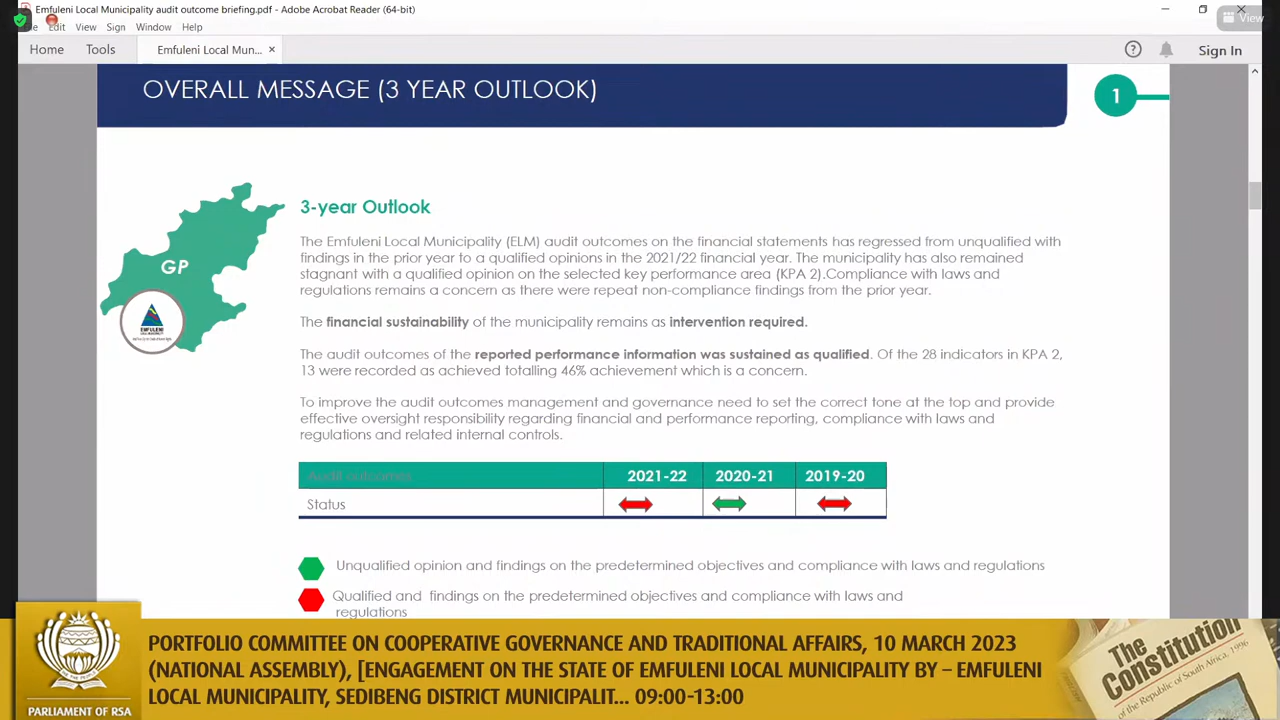 Emfuleni Local Municipality audit outcome briefing.pdf - Adobe Acrobat Reader (64-bit)
View
Edit View Sign Window Help
Home Tools Emfuleni Local Mun... × Sign In
OVERALL MESSAGE (3 YEAR OUTLOOK)
1
3-year Outlook
The Emfuleni Local Municipality (ELM) audit outcomes on the financial statements has regressed from unqualified with
findings in the prior year to a qualified opinions in the 2021/22 financial year. The municipality has also remained
stagnant with a qualified opinion on the selected key performance area (KPA 2).Compliance with laws and
regulations remains a concern as there were repeat non-compliance findings from the prior year.
GP
EMFULENI
The financial sustainability of the municipality remains as intervention required.
The audit outcomes of the reported performance information was sustained as qualified. Of the 28 indicators in KPA 2,
13 were recorded as achieved totalling 46% achievement which is a concern.
To improve the audit outcomes management and governance need to set the correct tone at the top and provide
effective oversight responsibility regarding financial and performance reporting, compliance with laws and
regulations and related internal controls.
Audit outcomes 2021-22 2020-21 2019-20
Status
Unqualified opinion and findings on the predetermined objectives and compliance with laws and regulations
Qualified and findings on the predetermined objectives and compliance with laws and
regulations
PORTFOLIO COMMITTEE ON COOPERATIVE GOVERNANCE AND TRADITIONAL AFFAIRS, 10 MARCH 2023
(NATIONAL ASSEMBLY), [ENGAGEMENT ON THE STATE OF EMFULENI LOCAL MUNICIPALITY BY – EMFULENI
LOCAL MUNICIPALITY, SEDIBENG DISTRICT MUNICIPALIT... 09:00-13:00
PARLIAMENT OF RSA
The
Constitution
of the Republic of South Africa, 1996